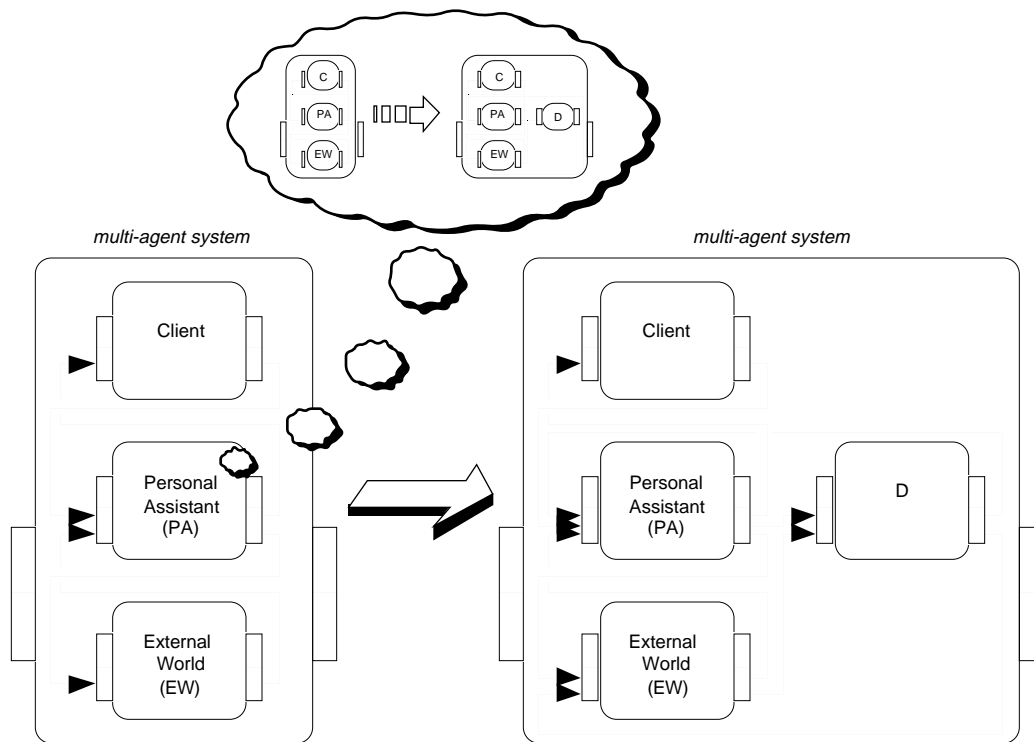 C
PA
EW
C
PA
D
EW
multi-agent system
multi-agent system
Client
Personal
Assistant
(PA)
External
World
(EW)
Client
Personal
Assistant
(PA)
D
External
World
(EW)